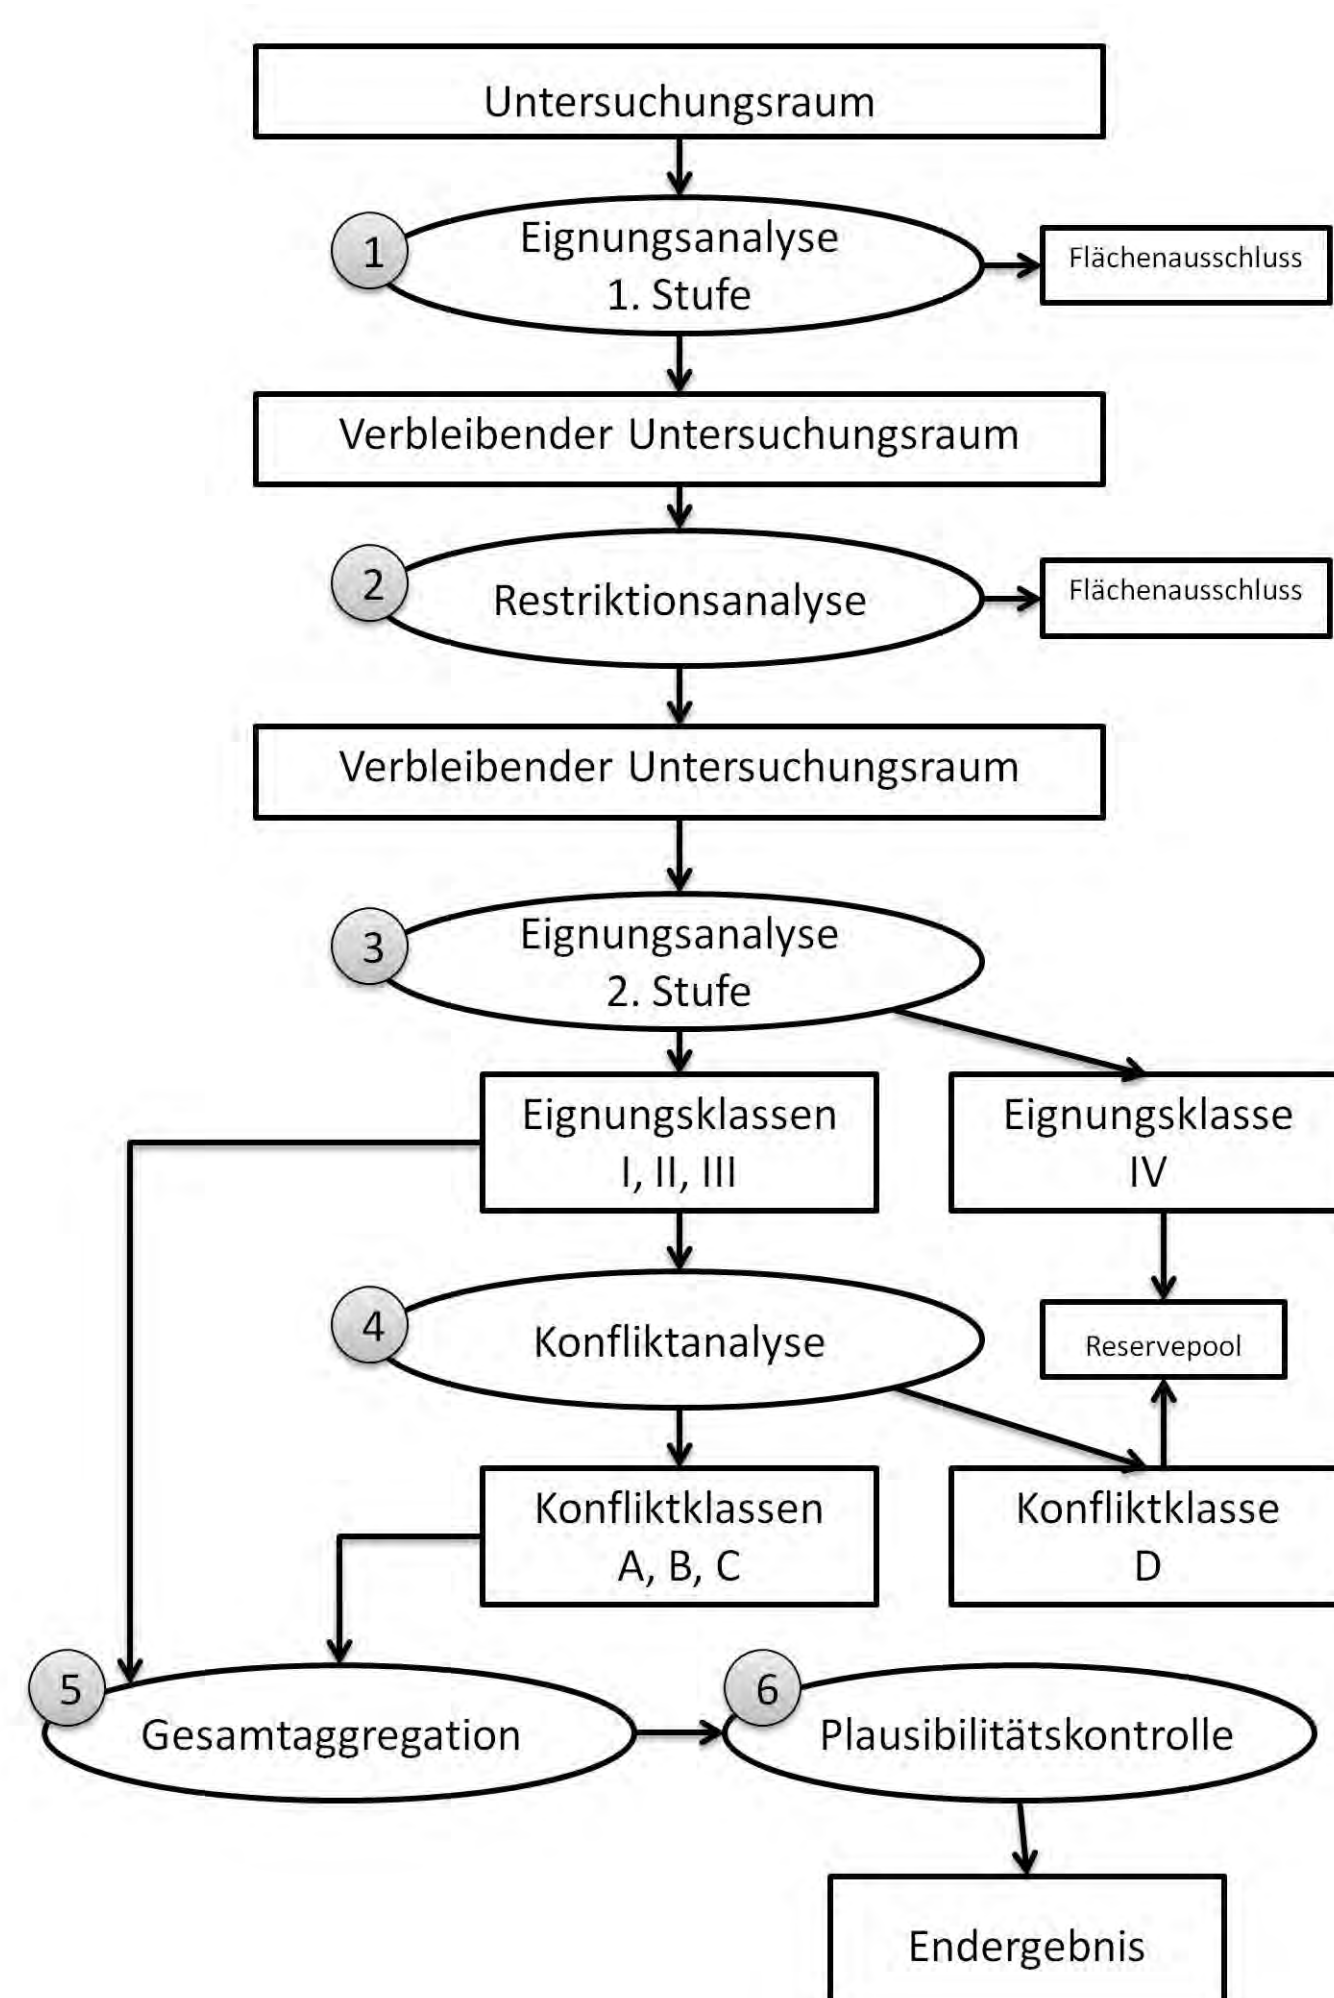 Untersuchungsraum
1
Eignungsanalyse
1. Stufe
Flächenausschluss
Verbleibender Untersuchungsraum
2
Restriktionsanalyse
Flächenausschluss
Verbleibender Untersuchungsraum
3
Eignungsanalyse
2. Stufe
Eignungsklassen
I, II, III
Eignungsklasse
IV
4
Konfliktanalyse
Reservepool
Konfliktklassen
A, B, C
Konfliktklasse
D
5
Gesamtaggregation
6
Plausibilitätskontrolle
Endergebnis